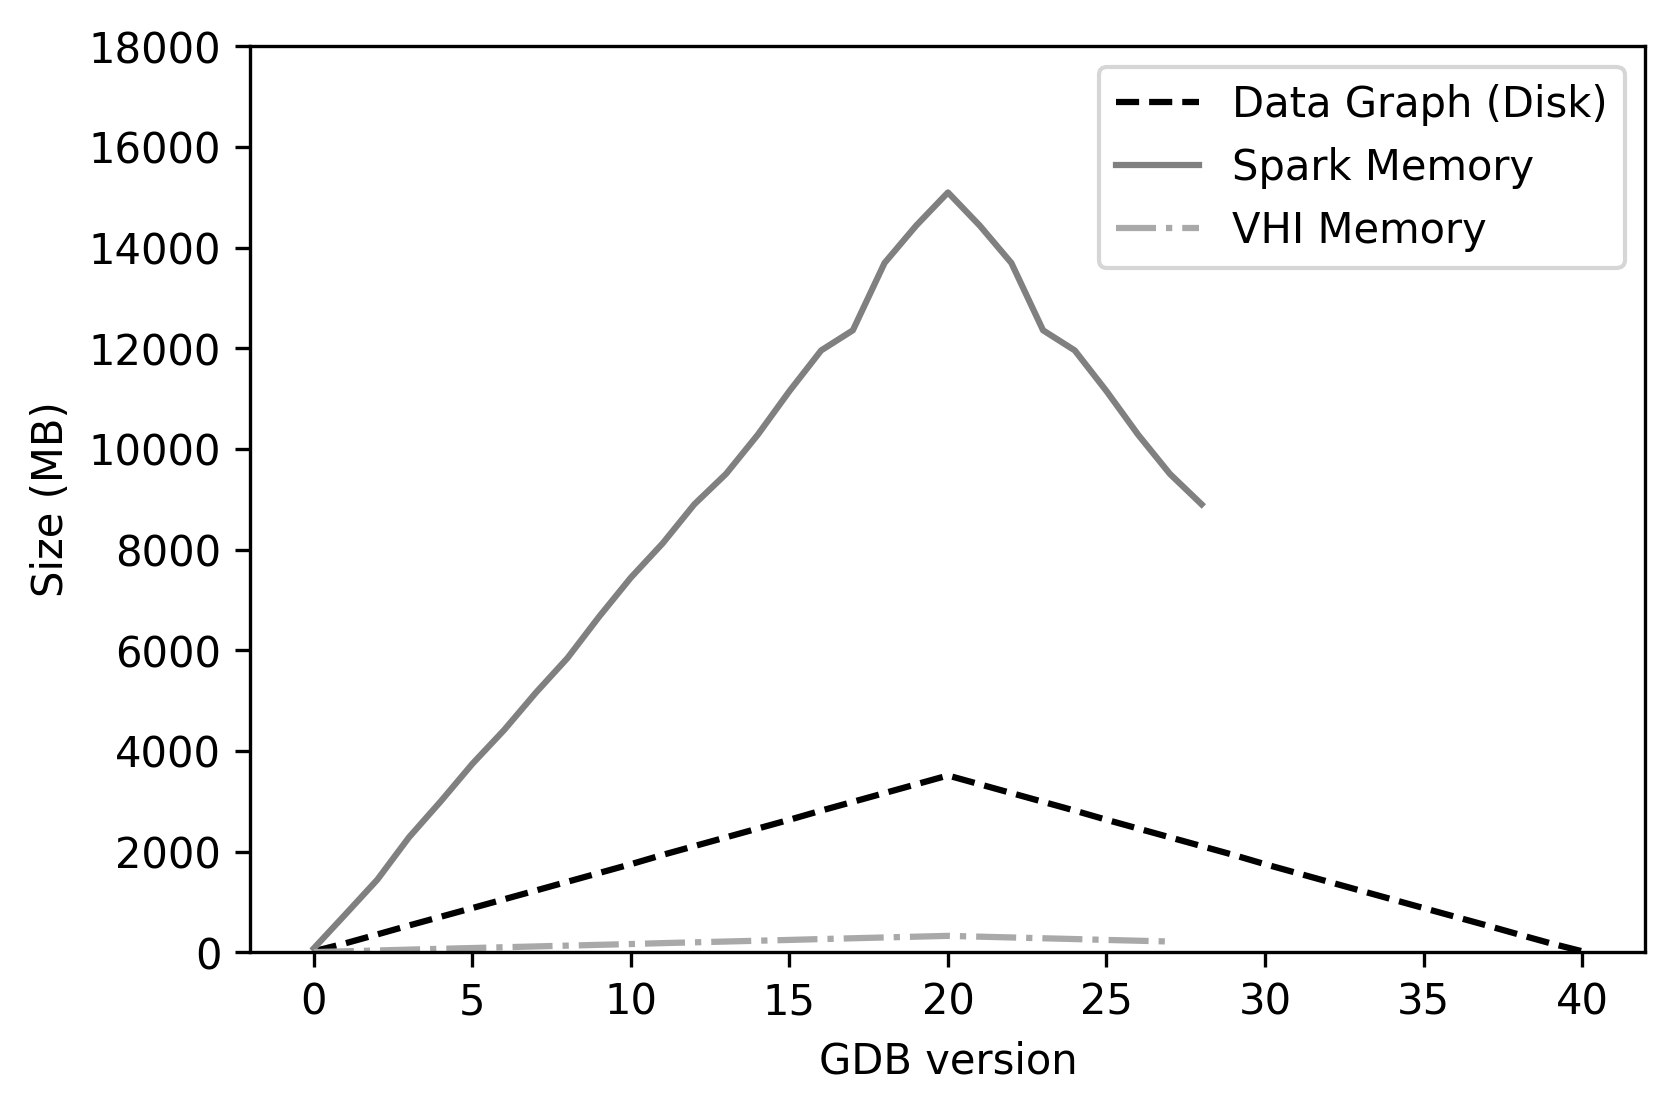 18000
16000
14000
12000
10000
8000
6000
4000
2000
0
Size (MB)
Data Graph (Disk)
Spark Memory
VHI Memory
0 5 10 15 20 25 30 35 40
GDB version